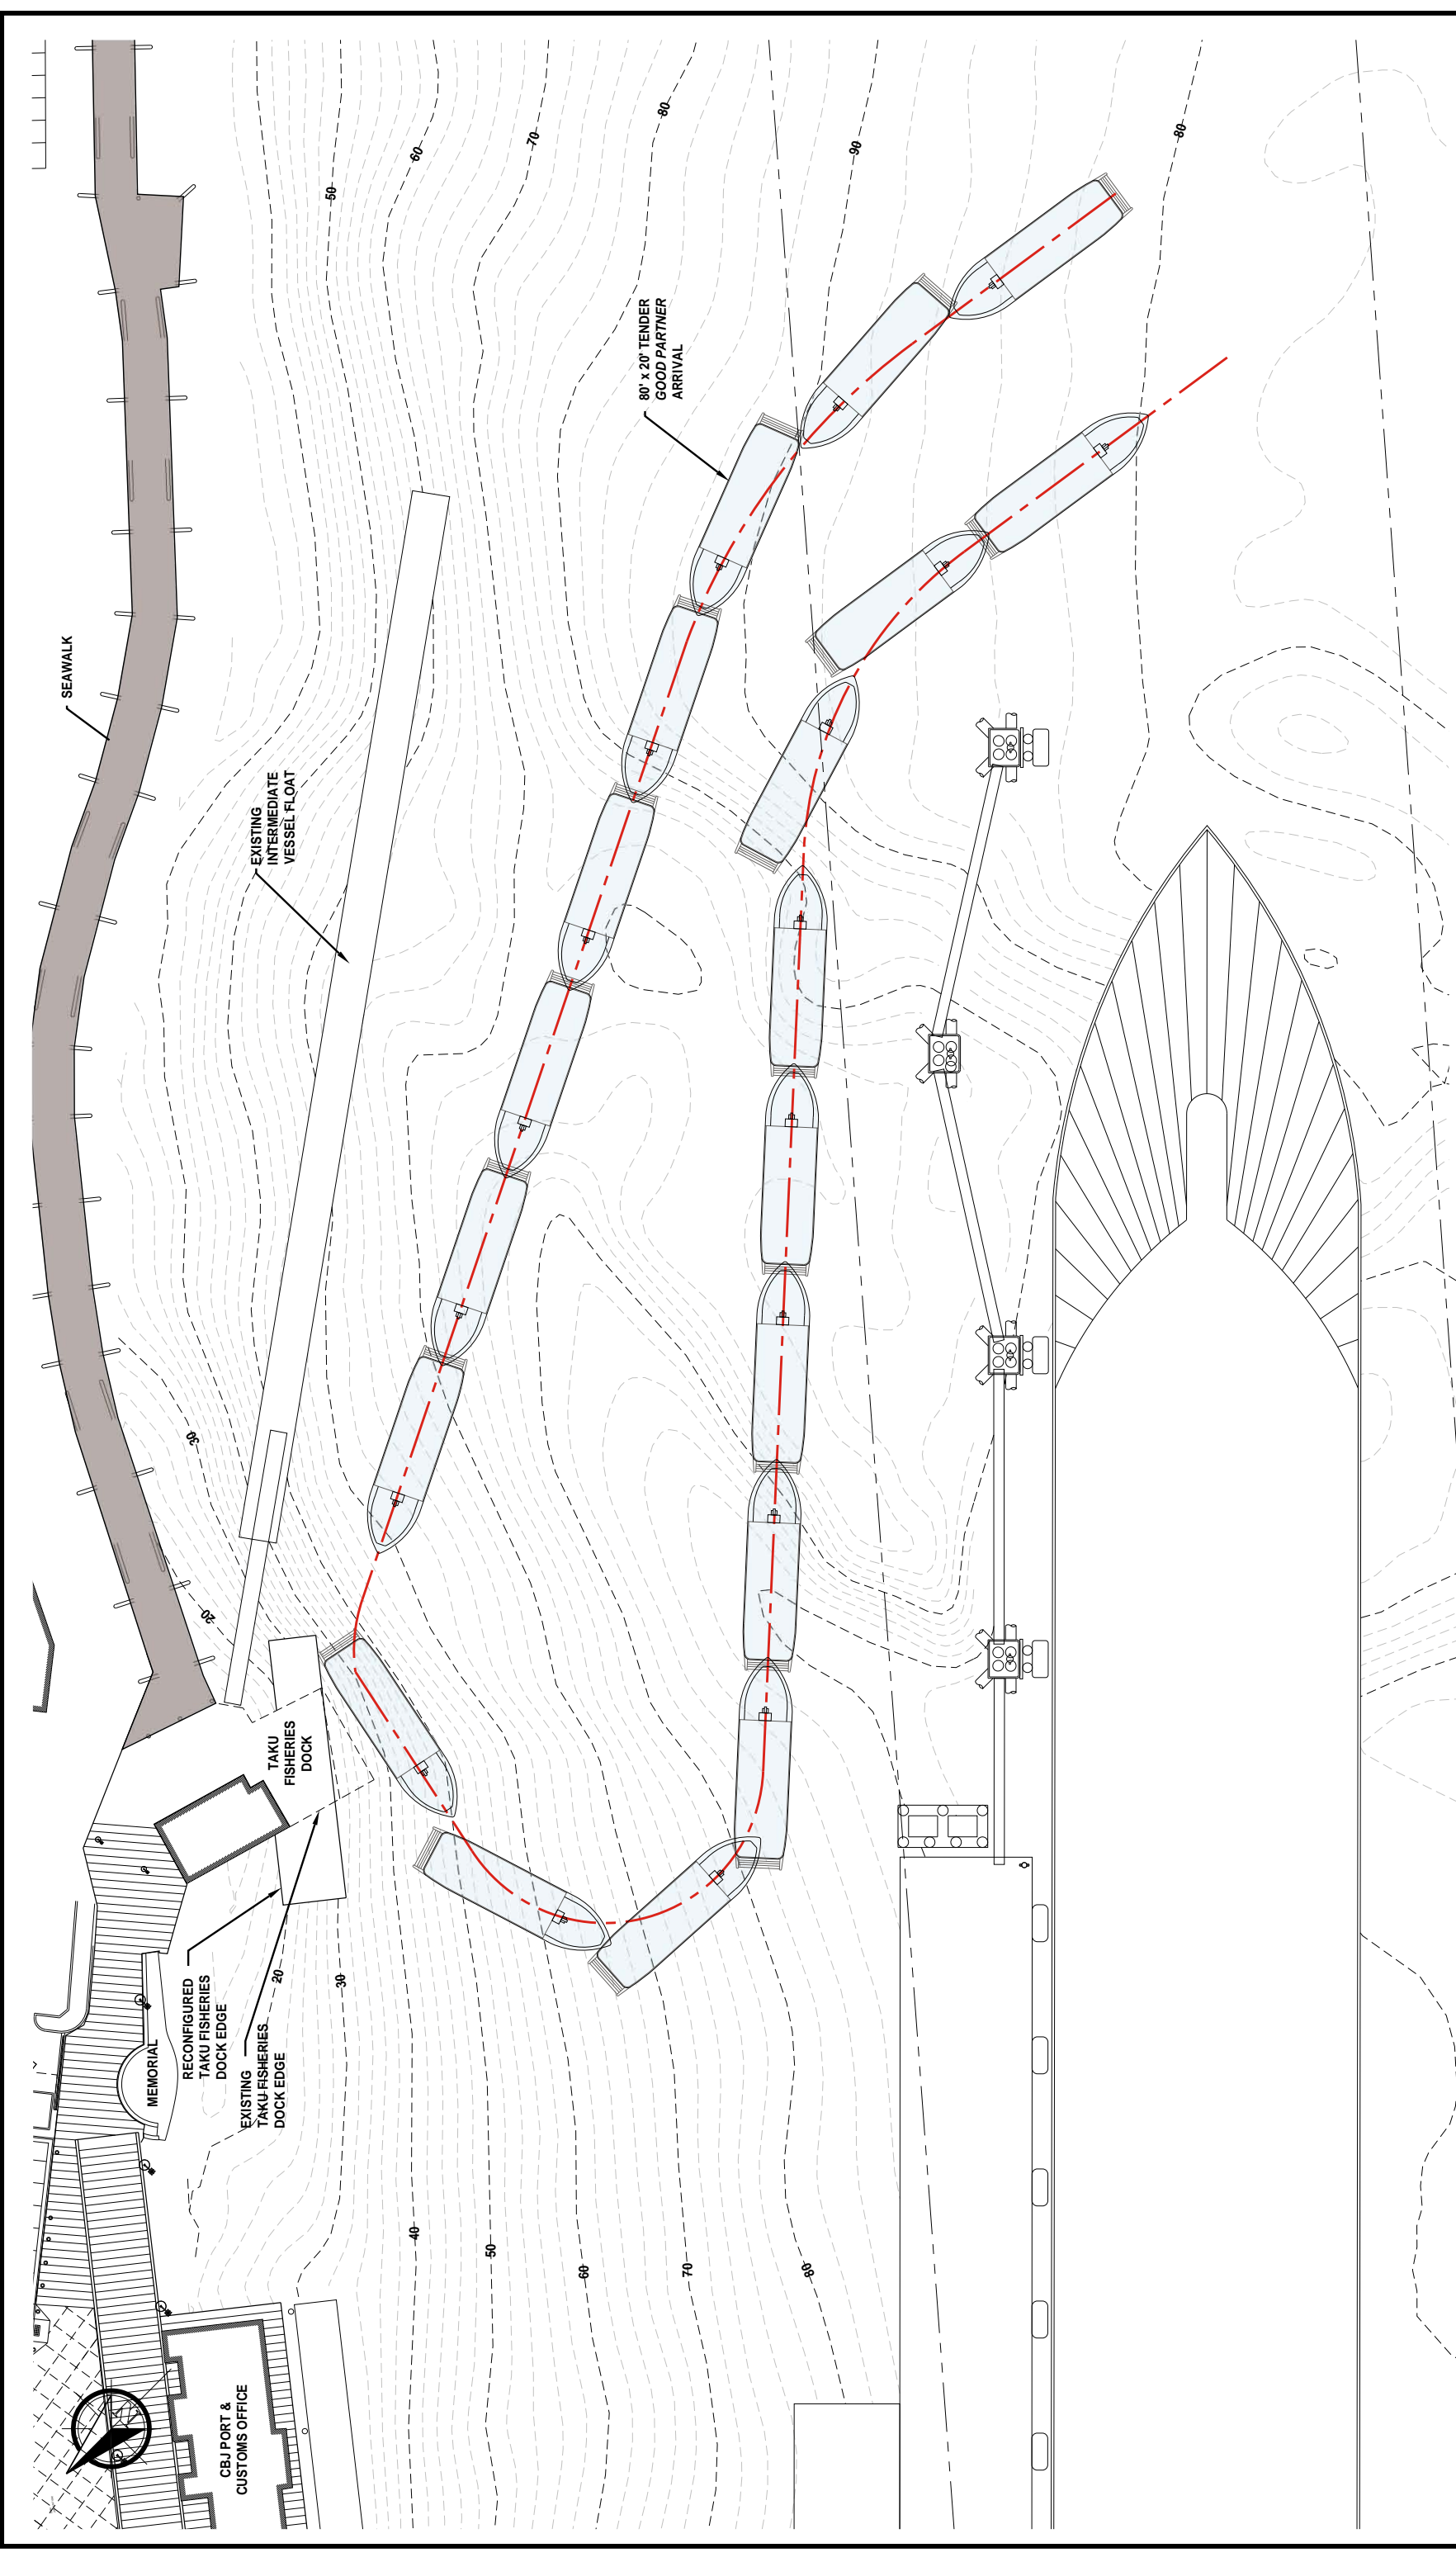 80
70
60
50
90
80
80' x 20' TENDER
GOOD PARTNER
ARRIVAL
SEAWALK
EXISTING
INTERMEDIATE
VESSEL FLOAT
30
20
TAKU
FISHERIES
DOCK
RECONFIGURED
TAKU FISHERIES
DOCK EDGE
EXISTING
TAKU FISHERIES
DOCK EDGE
20
30
MEMORIAL
40
50
60
70
80
CBJ PORT &
CUSTOMS OFFICE